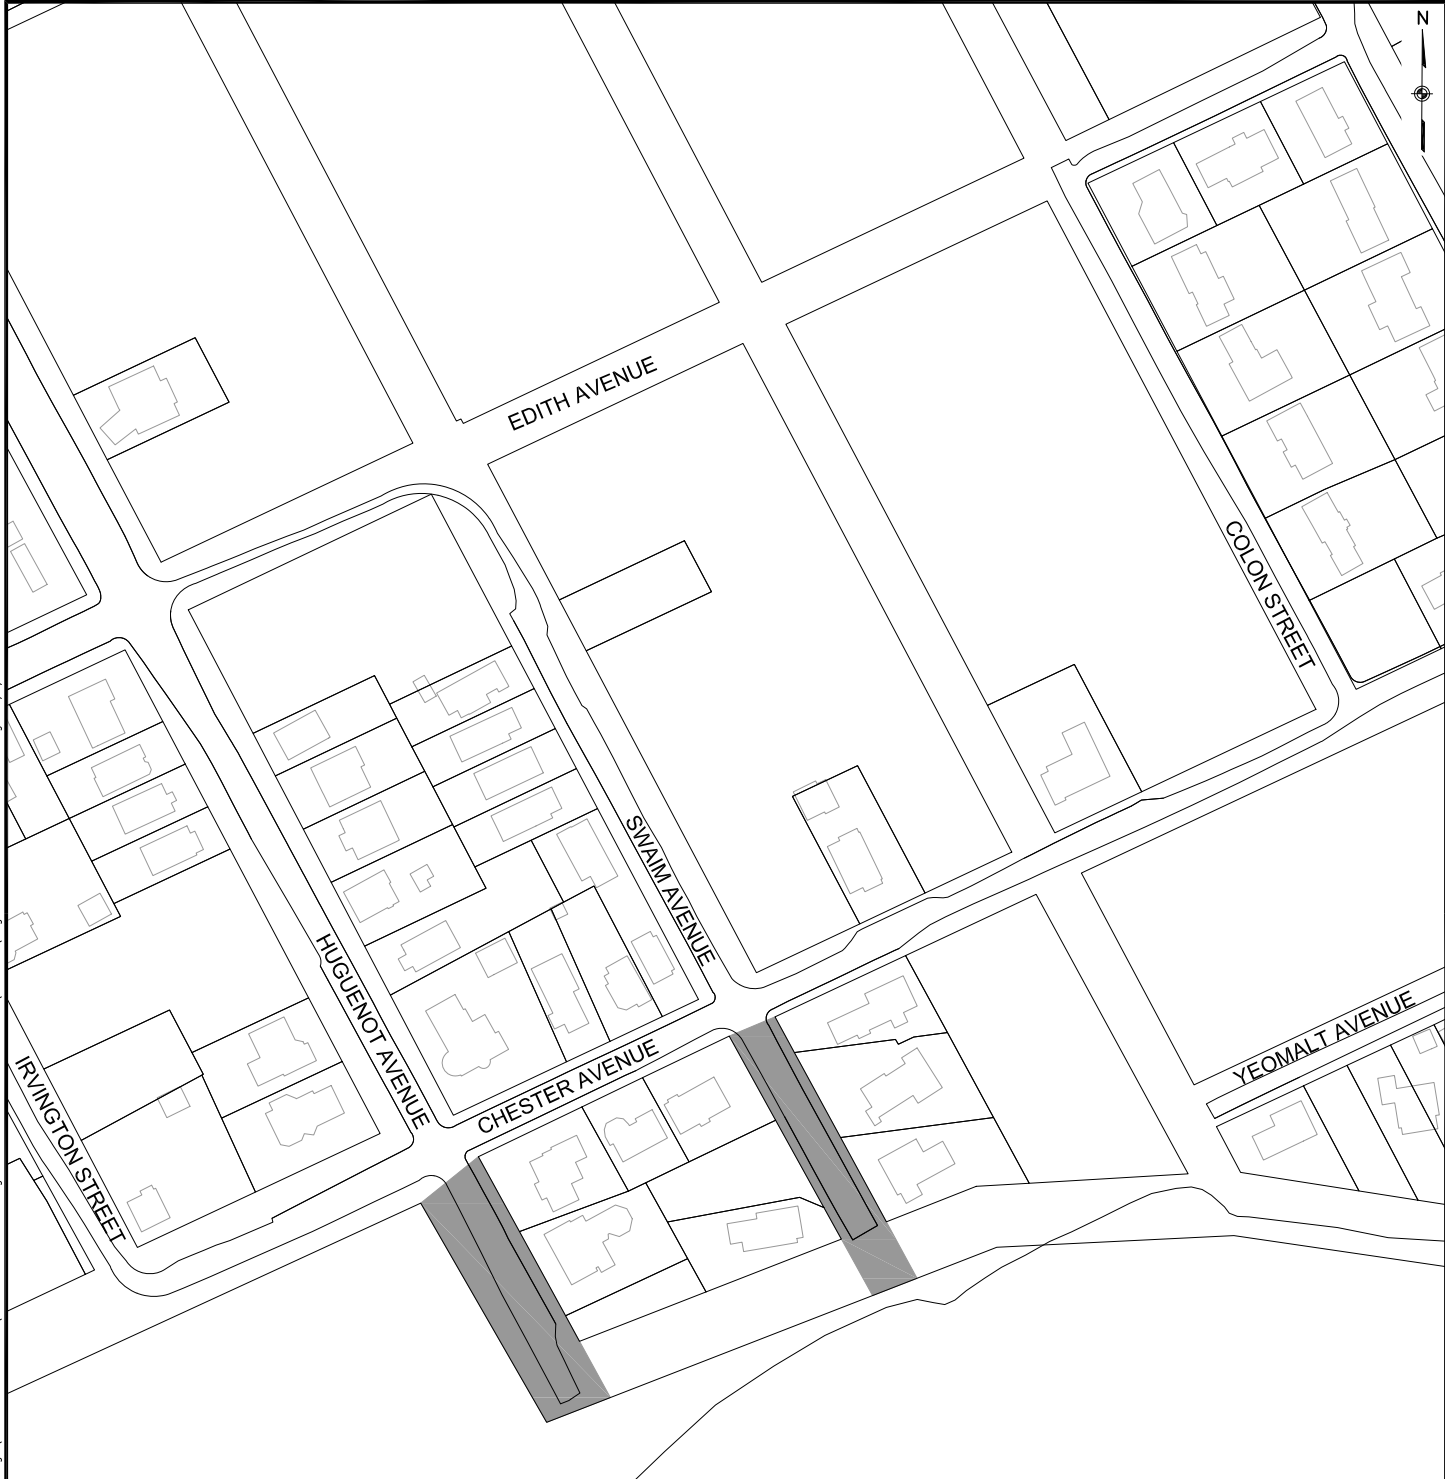 N
EDITH AVENUE
COLON STREET
SWAIM AVENUE
HUGUENOT AVENUE
YEOMALT AVENUE
CHESTER AVENUE
IRVINGTON STREET